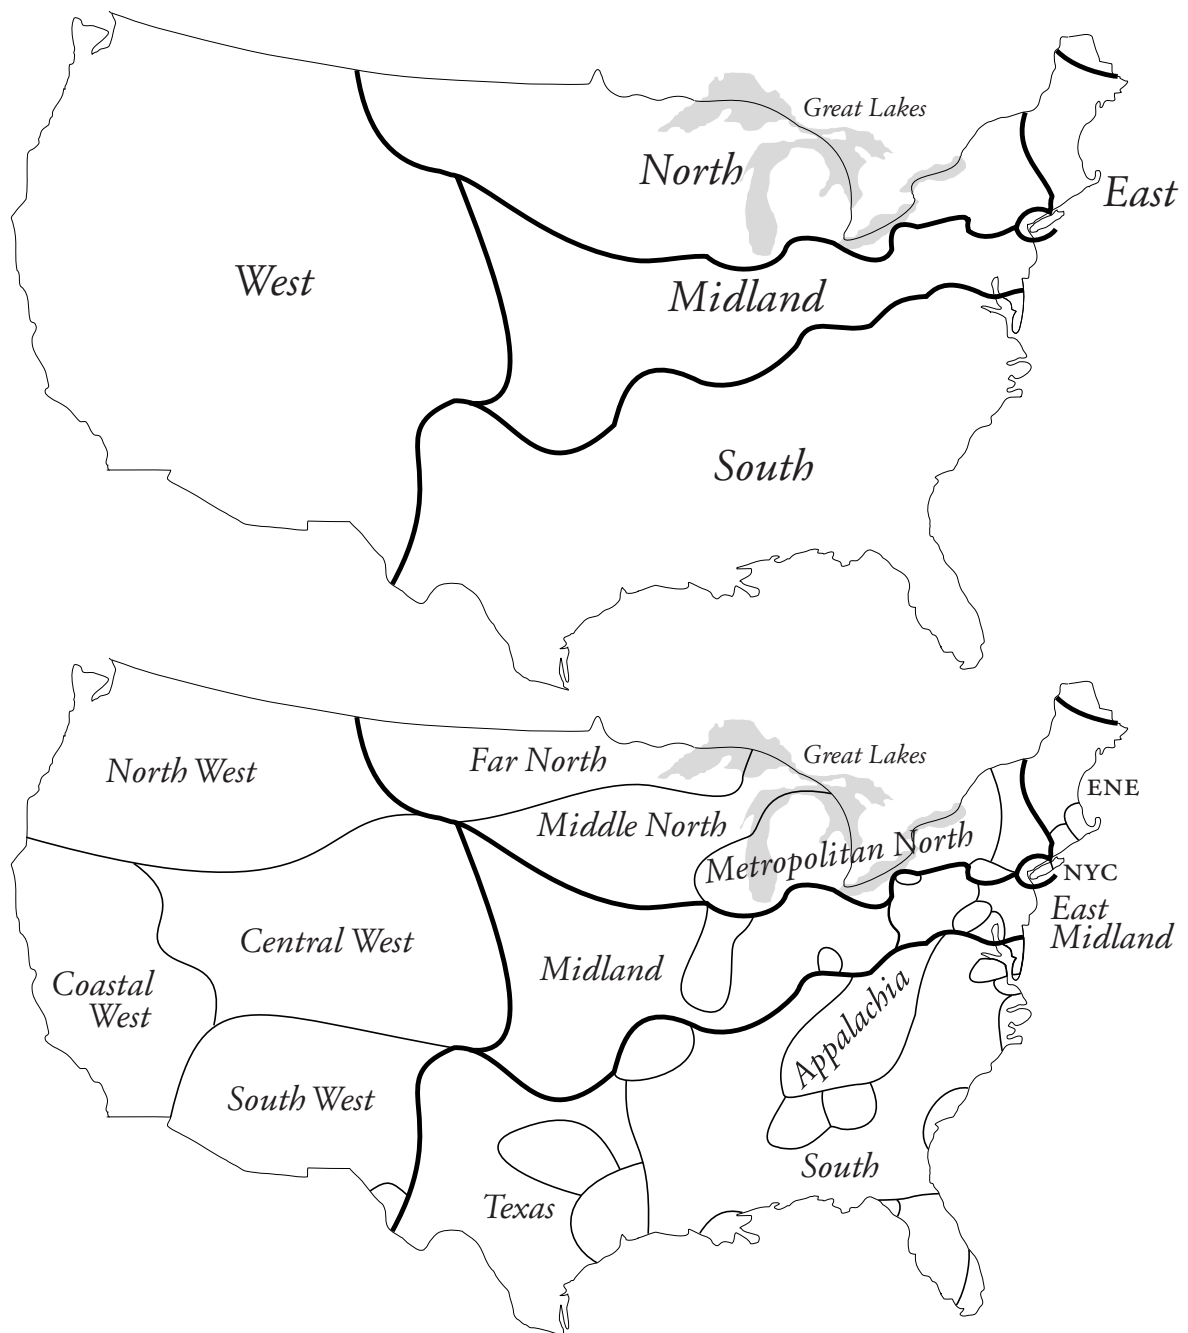 Great Lakes
North
East
West
Midland
South
North West
Far North
Great Lakes
ENE
Middle North
Metropolitan North
NYC
East
Midland
Central West
Midland
Coastal
West
Appalachia
South West
South
Texas